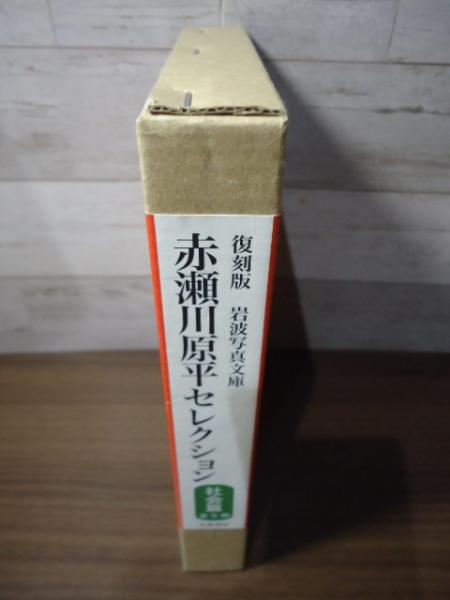 復刻版 岩波写真文庫
赤瀬川原平セレクション
社会篇